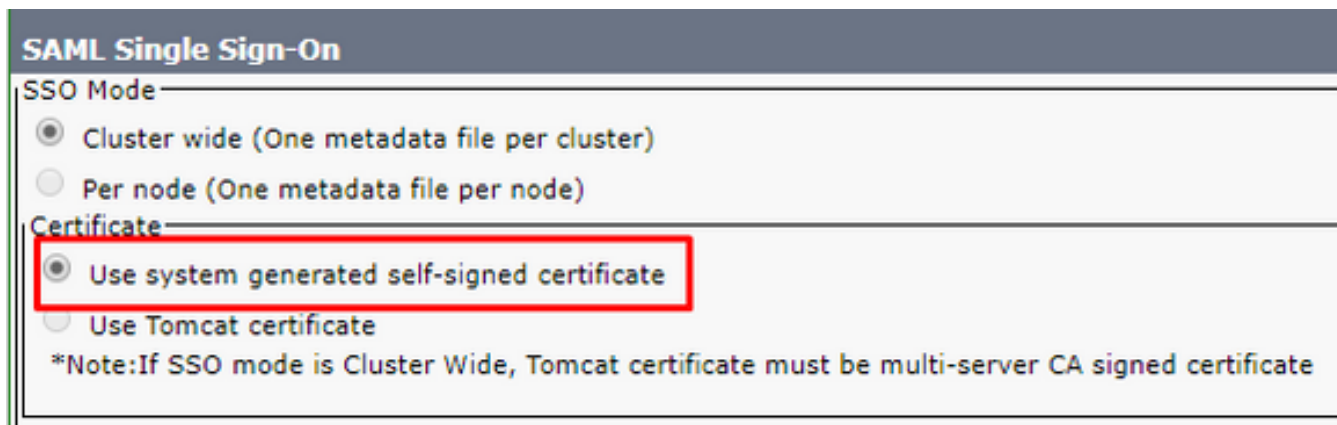 SAML Single Sign-On
SSO Mode
Cluster wide (One metadata file per cluster)
Per node (One metadata file per node)
Certificate
Use system generated self-signed certificate
Use Tomcat certificate
*Note:If SSO mode is Cluster Wide, Tomcat certificate must be multi-server CA signed certificate